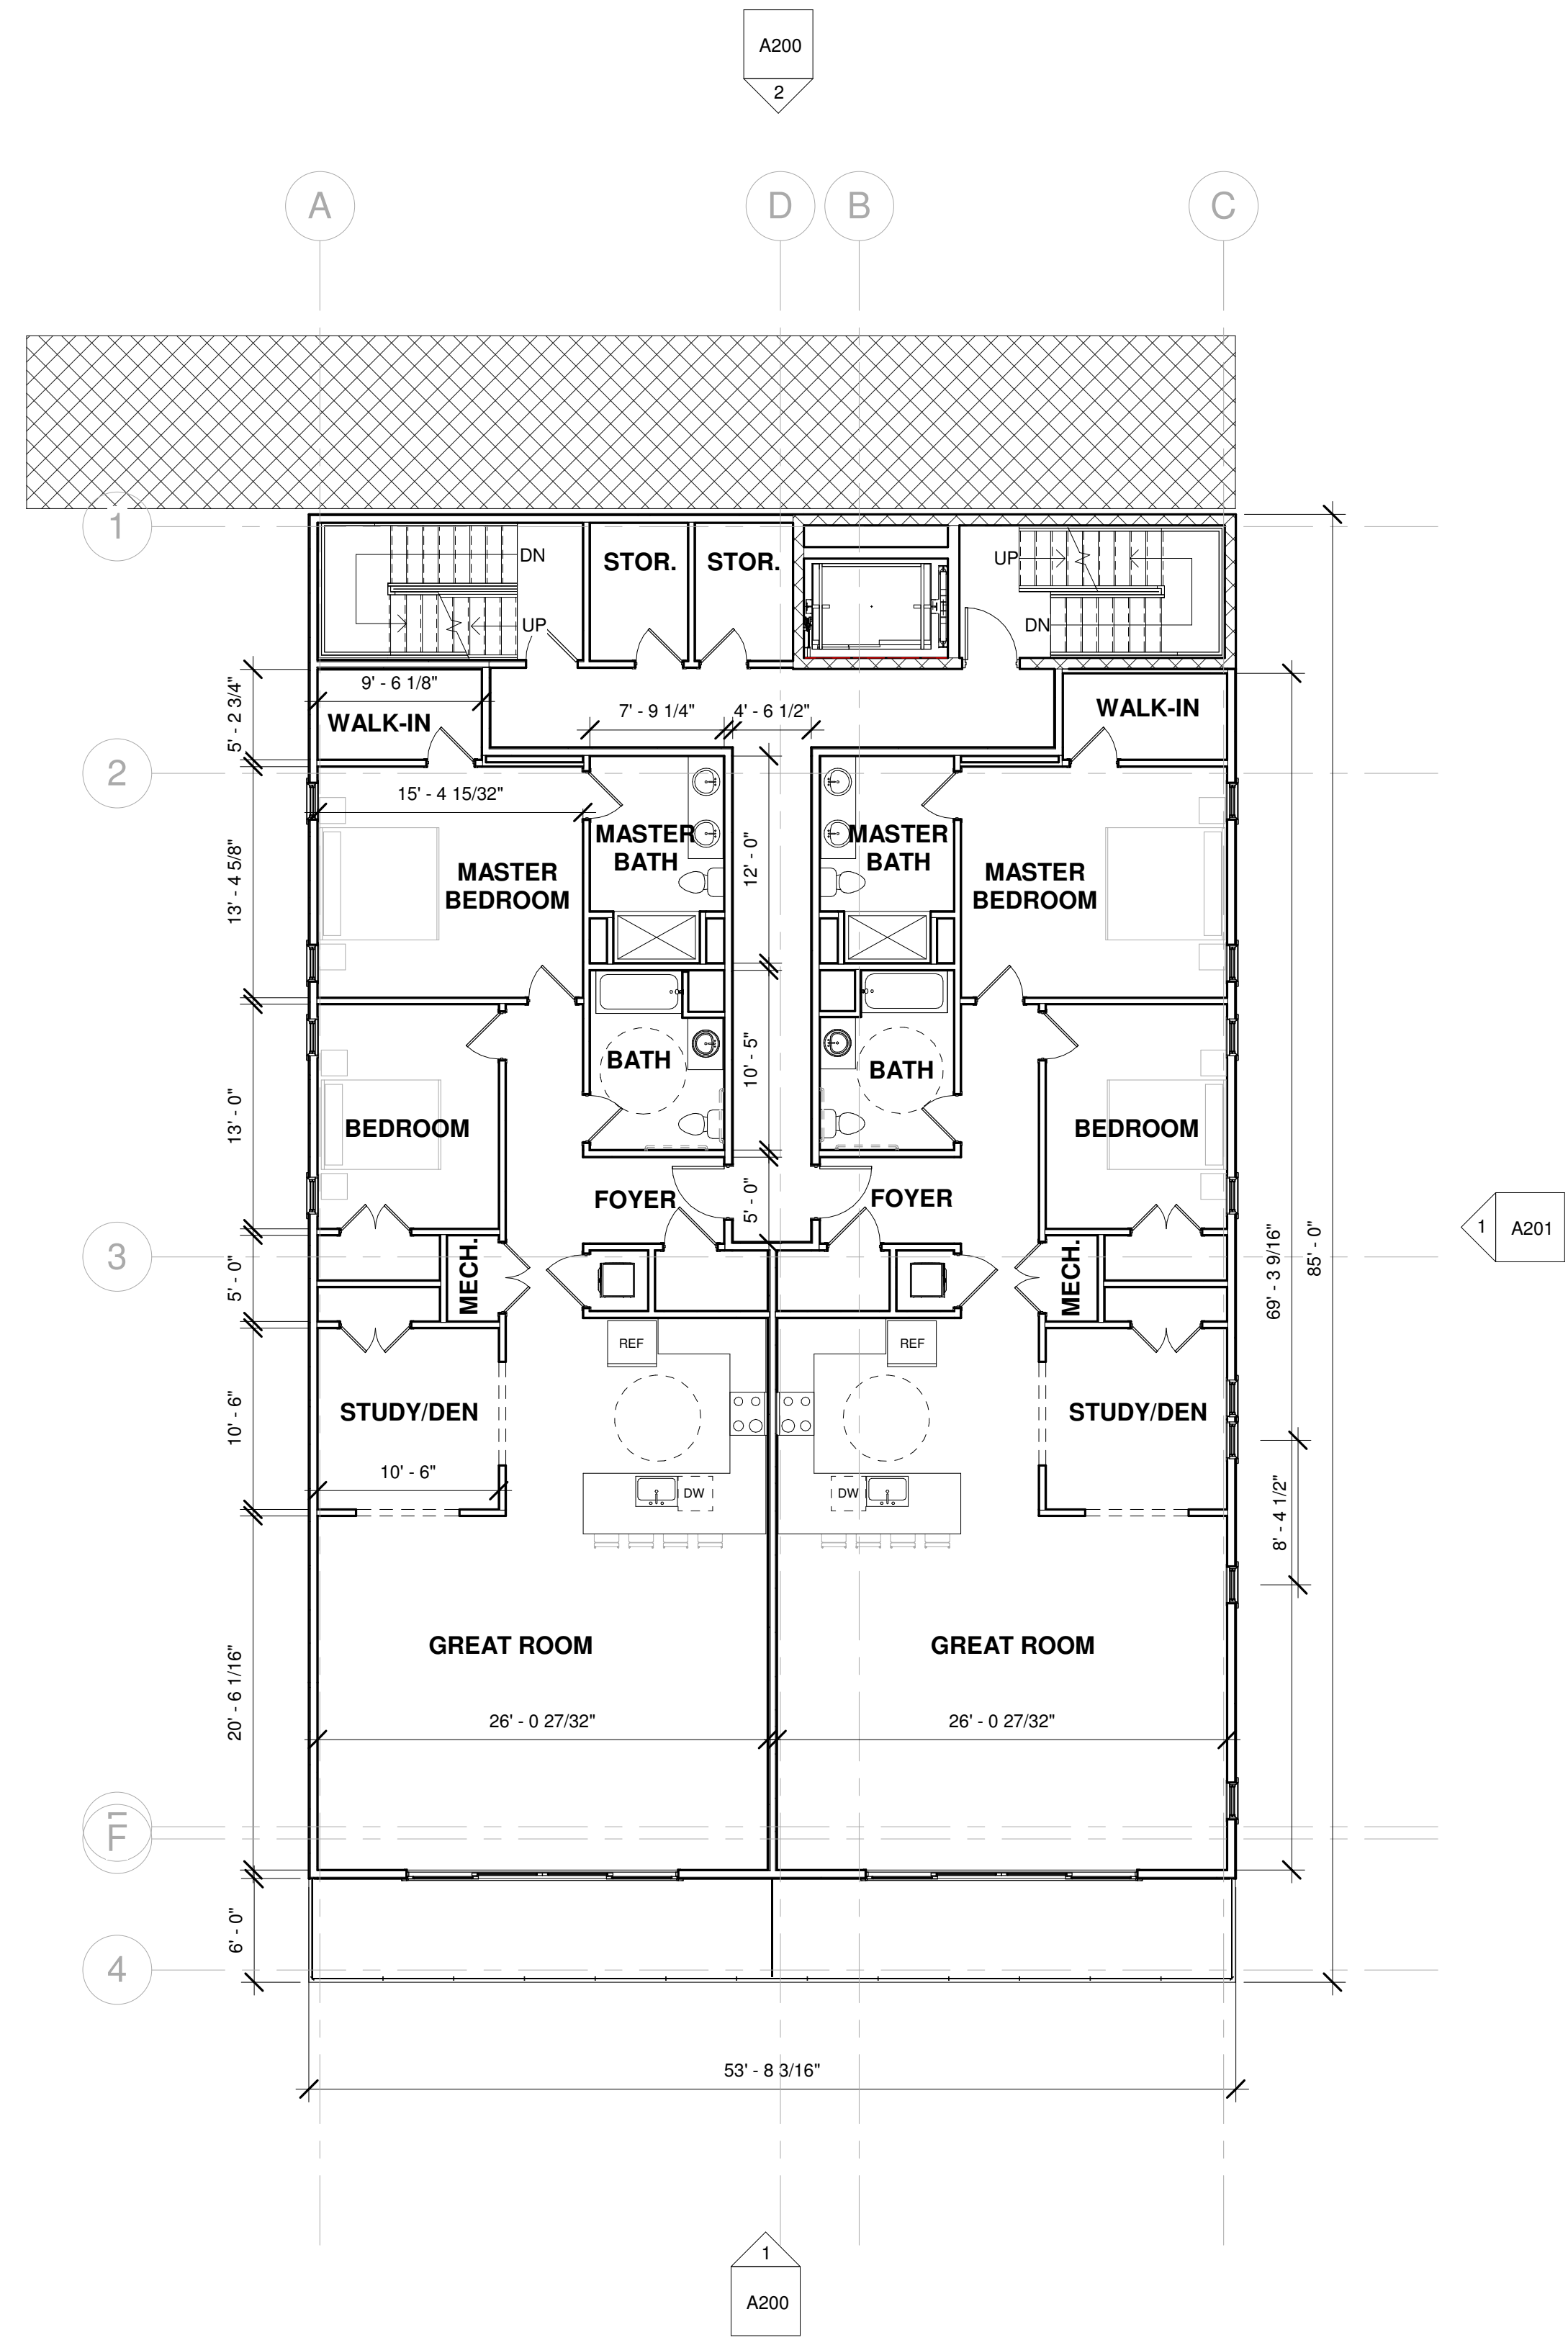 A200
2
A
D
B
C
1
DN
STOR.
STOR.
UP
UP
DN
9' - 6 1/8"
5' - 2 3/4"
WALK-IN
7' - 9 1/4"
4' - 6 1/2"
WALK-IN
2
15' - 4 15/32"
13' - 4 5/8"
MASTER
BATH
12' - 0"
MASTER
BATH
MASTER
BEDROOM
MASTER
BEDROOM
BATH
10' - 5"
BATH
13' - 0"
BEDROOM
BEDROOM
FOYER
5' - 0"
FOYER
1
A201
3
5' - 0"
MECH.
MECH.
69' - 3 9/16"
85' - 0"
REF
REF
10' - 6"
STUDY/DEN
STUDY/DEN
10' - 6"
DW
DW
8' - 4 1/2"
GREAT ROOM
GREAT ROOM
20' - 6 1/16"
26' - 0 27/32"
26' - 0 27/32"
F
6' - 0"
4
53' - 8 3/16"
1
A200